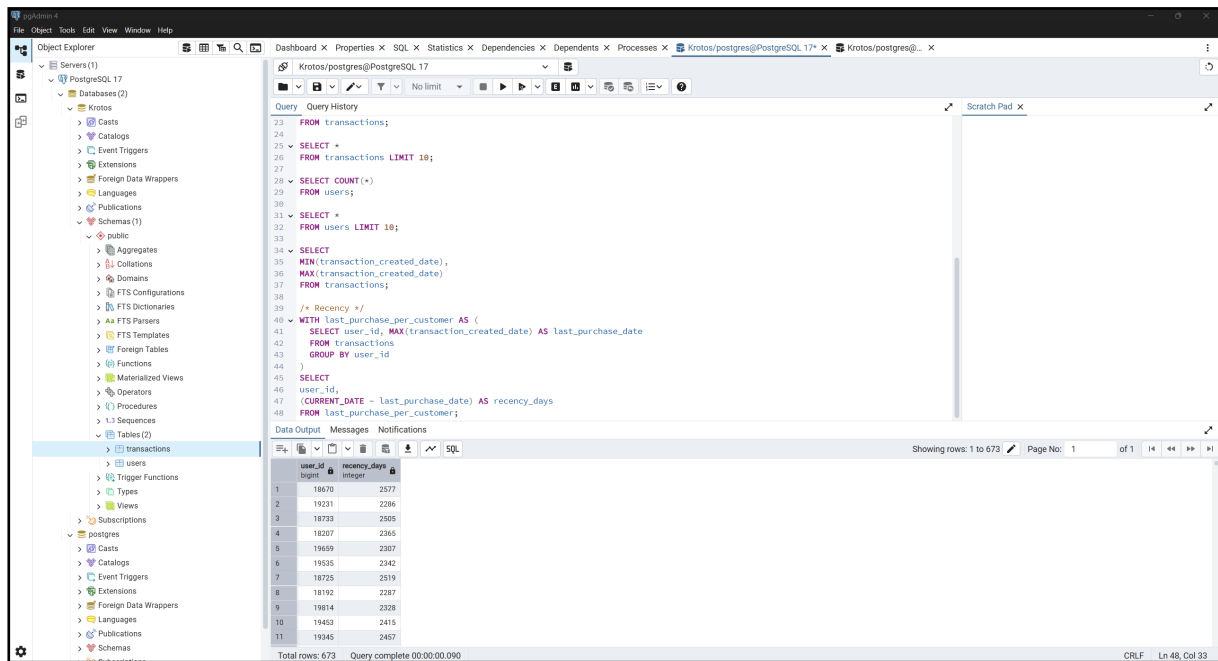 pgAdmin 4
File Object Tools Edit View Window Help
Object Explorer
Servers (1)
PostgreSQL 17
Databases (2)
Krotos
Casts
Catalogs
Event Triggers
Extensions
Foreign Data Wrappers
Languages
Publications
Schemas (1)
public
Aggregates
Collations
Domains
FTS Configurations
FTS Dictionaries
FTS Parsers
FTS Templates
Foreign Tables
Functions
Materialized Views
Operators
Procedures
Sequences
Tables (2)
transactions
users
Trigger Functions
Types
Views
Subscriptions
postgres
Casts
Catalogs
Event Triggers
Extensions
Foreign Data Wrappers
Languages
Publications
Schemas
Dashboard Properties SQL Statistics Dependencies Dependents Processes Krotos/postgres@PostgreSQL 17* Krotos/postgres@...
Krotos/postgres@PostgreSQL 17
No limit
Query Query History
Scratch Pad
23 FROM transactions;
24
25 SELECT *
26 FROM transactions LIMIT 10;
27
28 SELECT COUNT(*)
29 FROM users;
30
31 SELECT *
32 FROM users LIMIT 10;
33
34 SELECT
35 MIN(transaction_created_date),
36 MAX(transaction_created_date)
37 FROM transactions;
38
39 /* Recency */
40 WITH last_purchase_per_customer AS (
41 SELECT user_id, MAX(transaction_created_date) AS last_purchase_date
42 FROM transactions
43 GROUP BY user_id
44 )
45 SELECT
46 user_id,
47 (CURRENT_DATE - last_purchase_date) AS recency_days
48 FROM last_purchase_per_customer;
Data Output Messages Notifications
SQL
Showing rows: 1 to 673 Page No: 1 of 1
user_id bigint recency_days integer
1 18670 2577
2 19231 2286
3 18733 2505
4 18207 2365
5 19659 2307
6 19535 2342
7 18725 2519
8 18192 2287
9 19814 2328
10 19453 2415
11 19345 2457
Total rows: 673 Query complete 00:00:00.090 CRLF Ln 48, Col 33